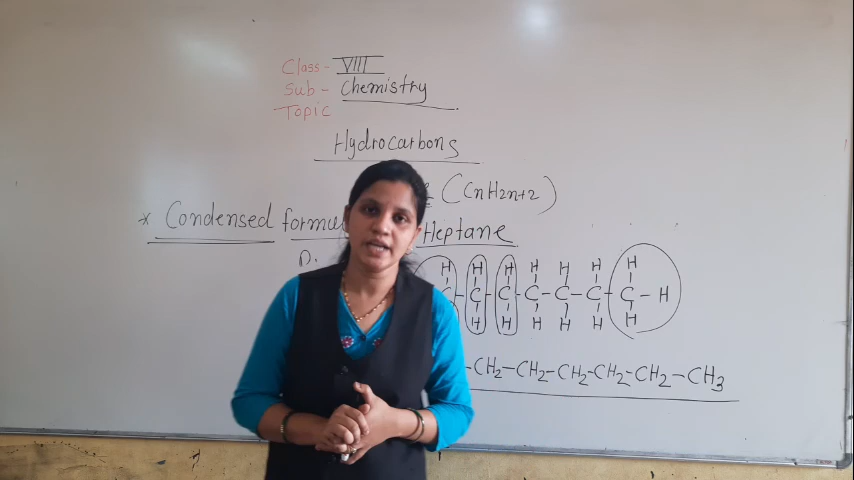 Class- VIII
Sub- Chemistry
Topic
Hydrocarbons
(CnH2n+2)
* Condensed Heptane
H H H H H H
C - C - C - C - C - C - H
H H H H H H
-CH2-CH2-CH2-CH2-CH2-CH3